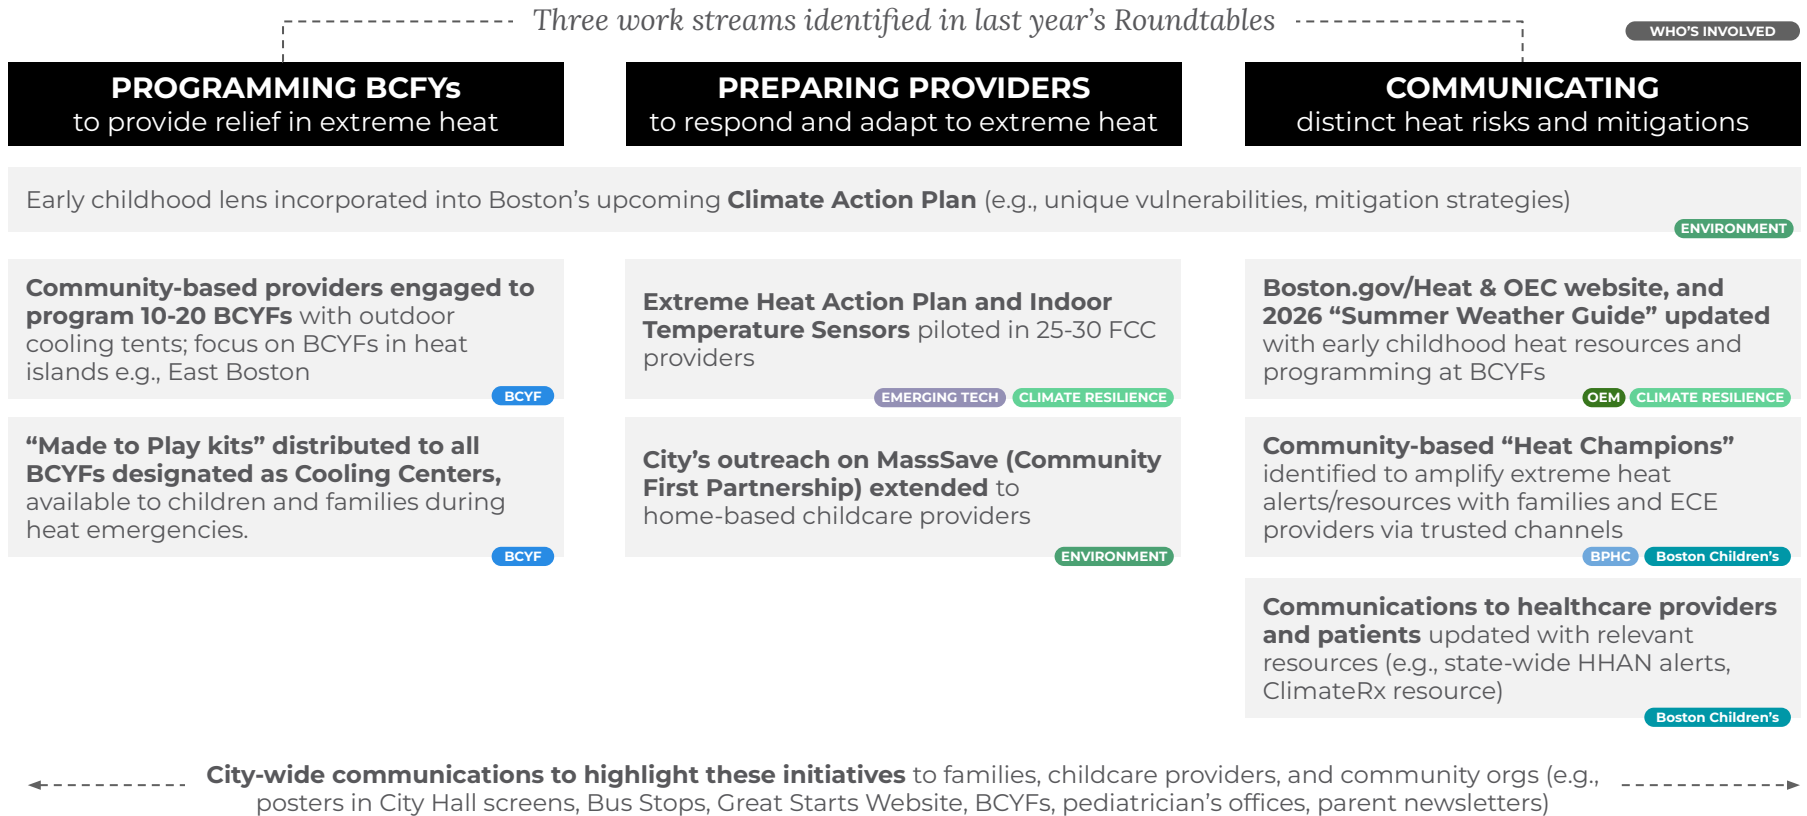 Three work streams identified in last year’s Roundtables
WHO’S INVOLVED
PROGRAMMING BCFYs
to provide relief in extreme heat
PREPARING PROVIDERS
to respond and adapt to extreme heat
COMMUNICATING
distinct heat risks and mitigations
Early childhood lens incorporated into Boston’s upcoming Climate Action Plan (e.g., unique vulnerabilities, mitigation strategies)
ENVIRONMENT
Community-based providers engaged to
program 10-20 BCYFs with outdoor
cooling tents; focus on BCYFs in heat
islands e.g., East Boston
BCYF
“Made to Play kits” distributed to all
BCYFs designated as Cooling Centers,
available to children and families during
heat emergencies.
BCYF
Extreme Heat Action Plan and Indoor
Temperature Sensors piloted in 25-30 FCC
providers
EMERGING TECH
CLIMATE RESILIENCE
City’s outreach on MassSave (Community
First Partnership) extended to
home-based childcare providers
ENVIRONMENT
Boston.gov/Heat & OEC website, and
2026 “Summer Weather Guide” updated
with early childhood heat resources and
programming at BCYFs
OEM
CLIMATE RESILIENCE
Community-based “Heat Champions”
identified to amplify extreme heat
alerts/resources with families and ECE
providers via trusted channels
BPHC
Boston Children’s
Communications to healthcare providers
and patients updated with relevant
resources (e.g., state-wide HHAN alerts,
ClimateRx resource)
Boston Children’s
City-wide communications to highlight these initiatives to families, childcare providers, and community orgs (e.g.,
posters in City Hall screens, Bus Stops, Great Starts Website, BCYFs, pediatrician’s offices, parent newsletters)